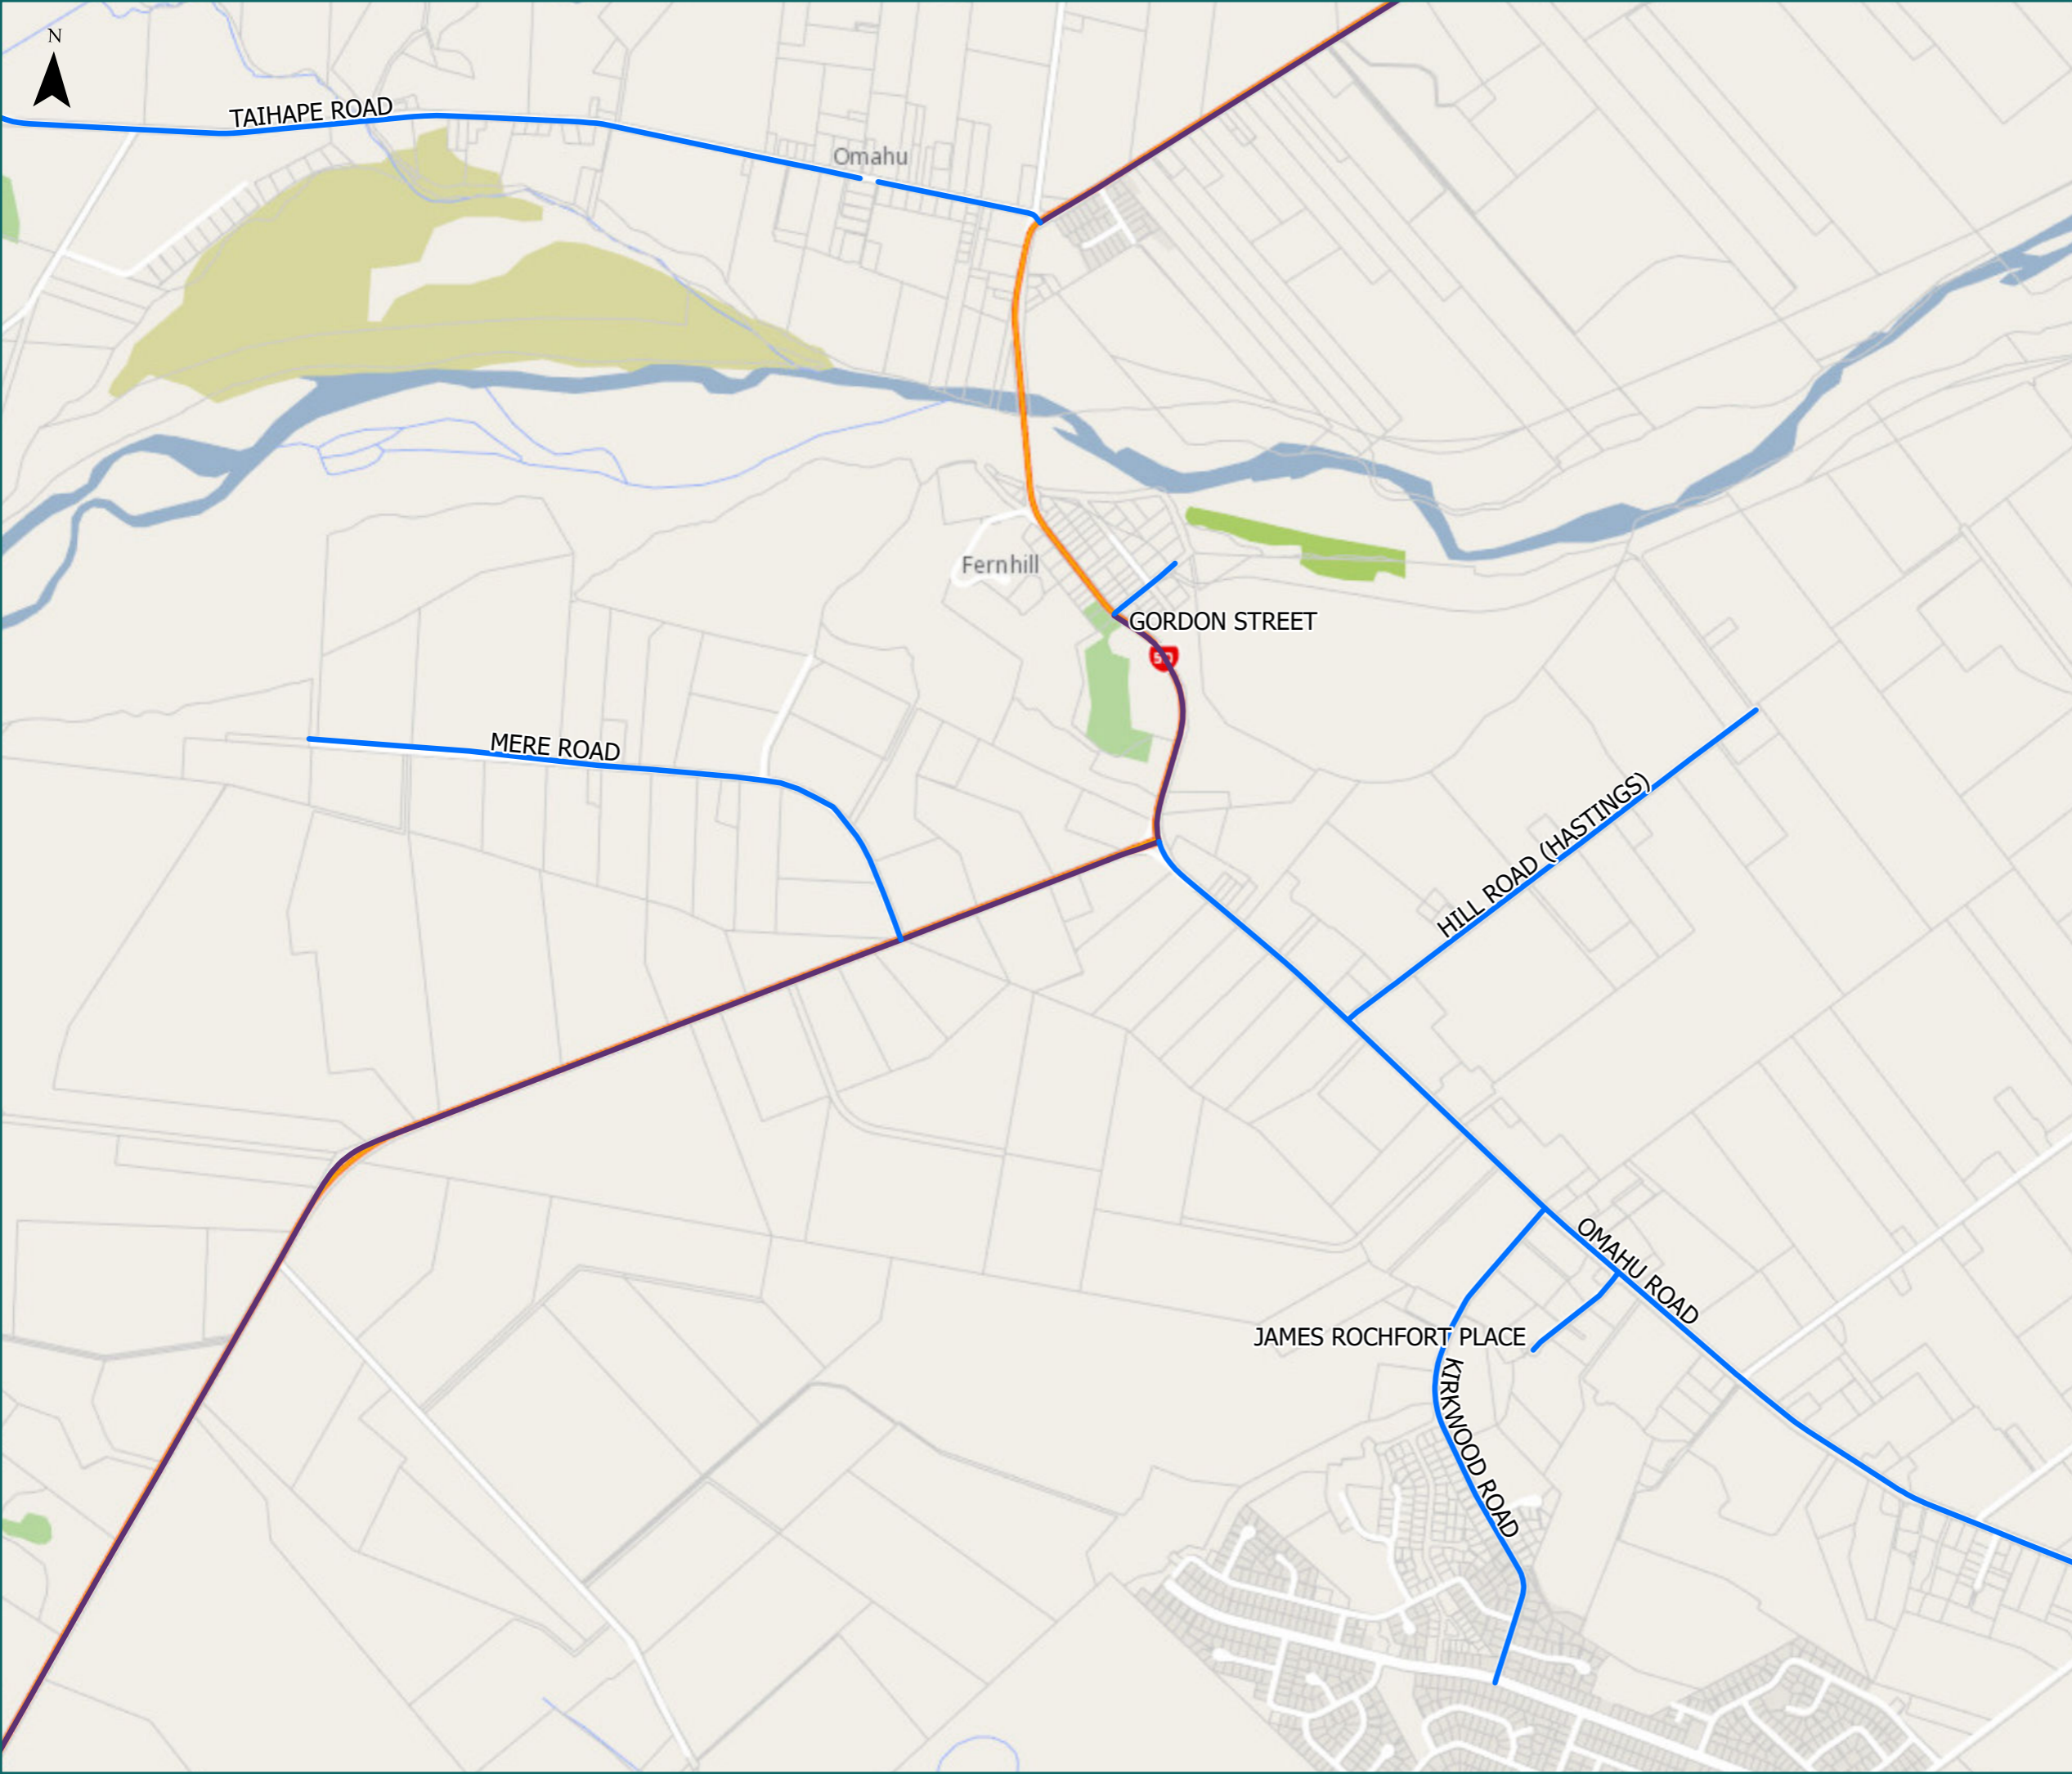 N
TAIHAPE ROAD
Omahu
Fernhill
GORDON STREET
MERE ROAD
HILL ROAD (HASTINGS)
OMAHU ROAD
JAMES ROCHFORT PLACE
KIRKWOOD ROAD